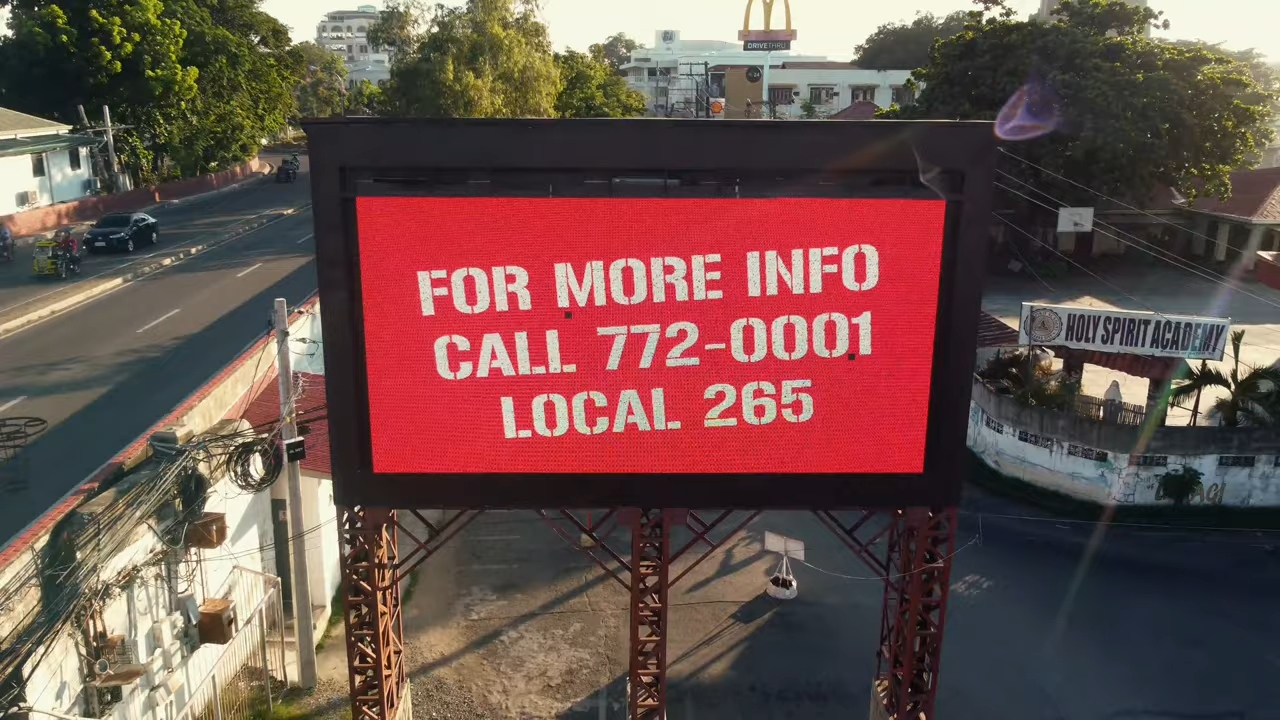 DRIVE THRU
FOR MORE INFO
CALL 772-0001
LOCAL 265
HOLY SPIRIT ACADEMY